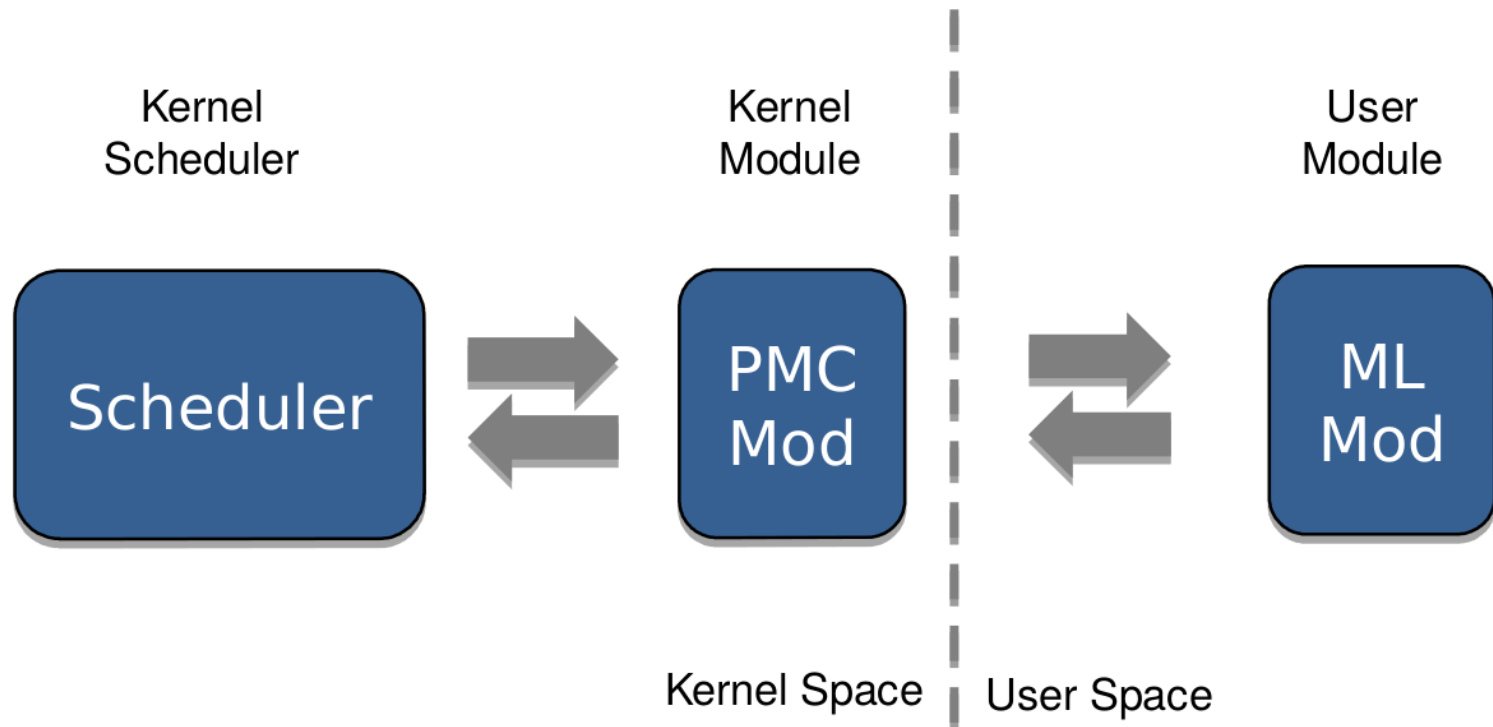 Kernel
Scheduler
Kernel
Module
User
Module
Scheduler
PMC
Mod
ML
Mod
Kernel Space
User Space